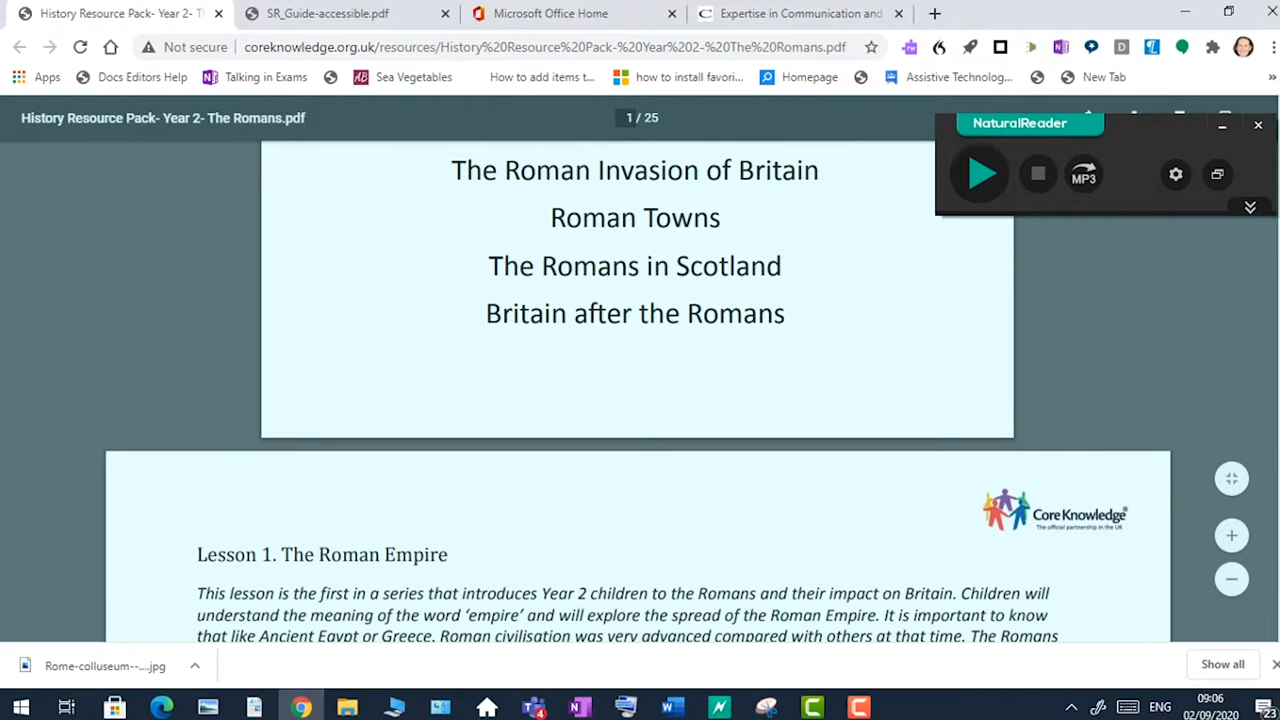 History Resource Pack- Year 2- T
SR_Guide-accessible.pdf
Microsoft Office Home
Expertise in Communication and
Not secure
coreknowledge.org.uk/resources/History%20Resource%20Pack-%20Year%202-%20The%20Romans.pdf
Apps
Docs Editors Help
Talking in Exams
Sea Vegetables
How to add items t...
how to install favori...
Homepage
Assistive Technolog...
New Tab
History Resource Pack- Year 2- The Romans.pdf
1 / 25
NaturalReader
MP3
The Roman Invasion of Britain
Roman Towns
The Romans in Scotland
Britain after the Romans
Core Knowledge®
The official partnership in the UK
Lesson 1. The Roman Empire
This lesson is the first in a series that introduces Year 2 children to the Romans and their impact on Britain. Children will
understand the meaning of the word ‘empire’ and will explore the spread of the Roman Empire. It is important to know
that like Ancient Egypt or Greece, Roman civilisation was very advanced compared with others at that time. The Romans
Rome-colluseum--....jpg
Show all
4
ENG
09:06
02/09/2020
23